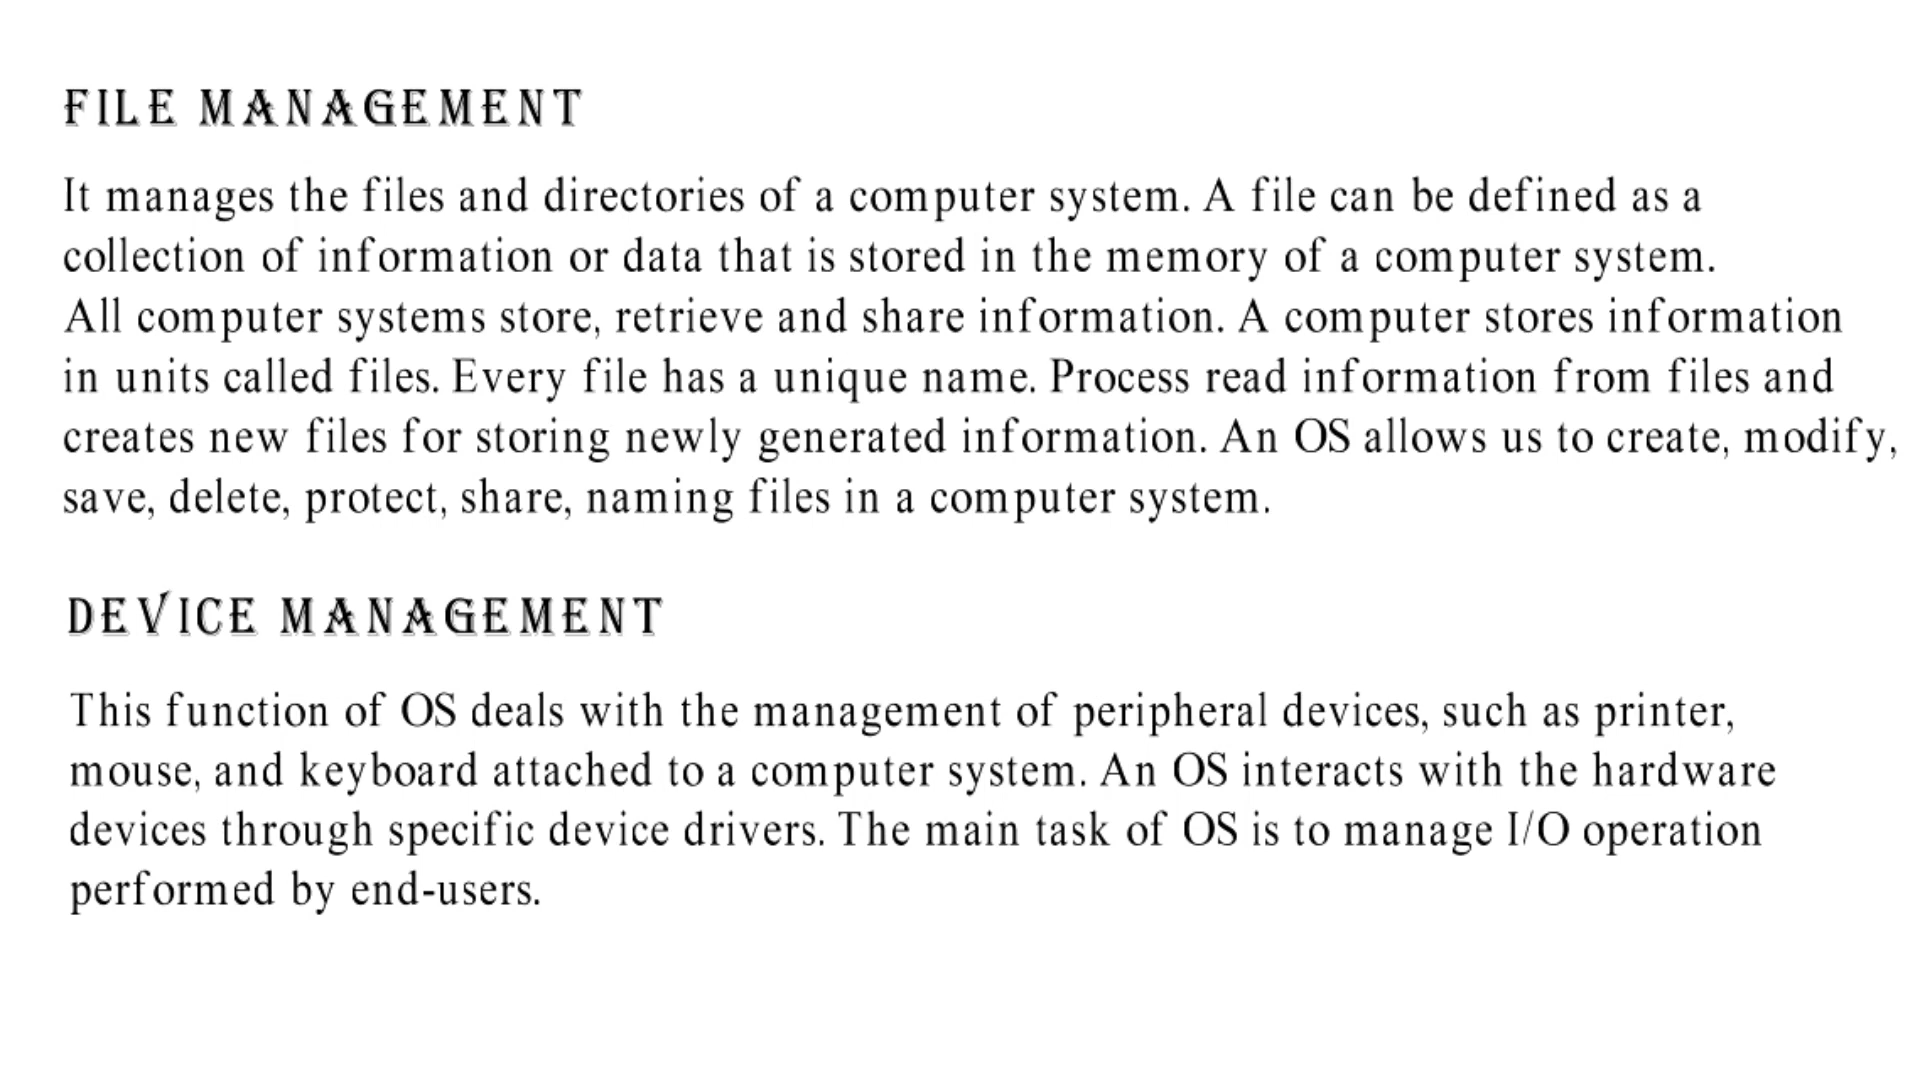 FILE MANAGEMENT
It manages the files and directories of a computer system. A file can be defined as a
collection of information or data that is stored in the memory of a computer system.
All computer systems store, retrieve and share information. A computer stores information
in units called files. Every file has a unique name. Process read information from files and
creates new files for storing newly generated information. An OS allows us to create, modify,
save, delete, protect, share, naming files in a computer system.
DEVICE MANAGEMENT
This function of OS deals with the management of peripheral devices, such as printer,
mouse, and keyboard attached to a computer system. An OS interacts with the hardware
devices through specific device drivers. The main task of OS is to manage I/O operation
performed by end-users.